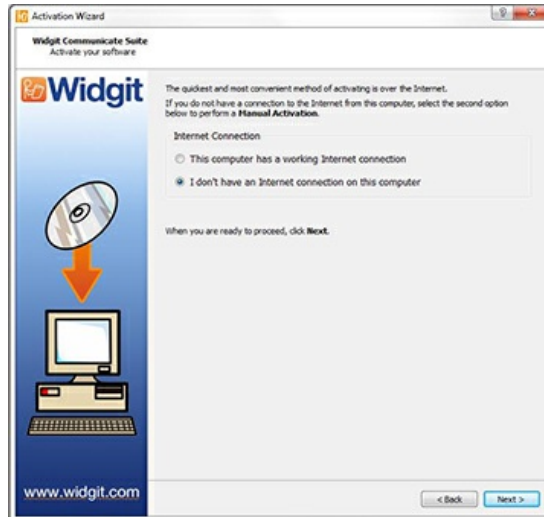 Activation Wizard
Widgit Communicate Suite
Activate your software
Widgit
The quickest and most convenient method of activating is over the Internet.
If you do not have a connection to the Internet from this computer, select the second option
below to perform a Manual Activation.
Internet Connection
This computer has a working Internet connection
I don't have an Internet connection on this computer
When you are ready to proceed, click Next.
www.widgit.com
< Back
Next >